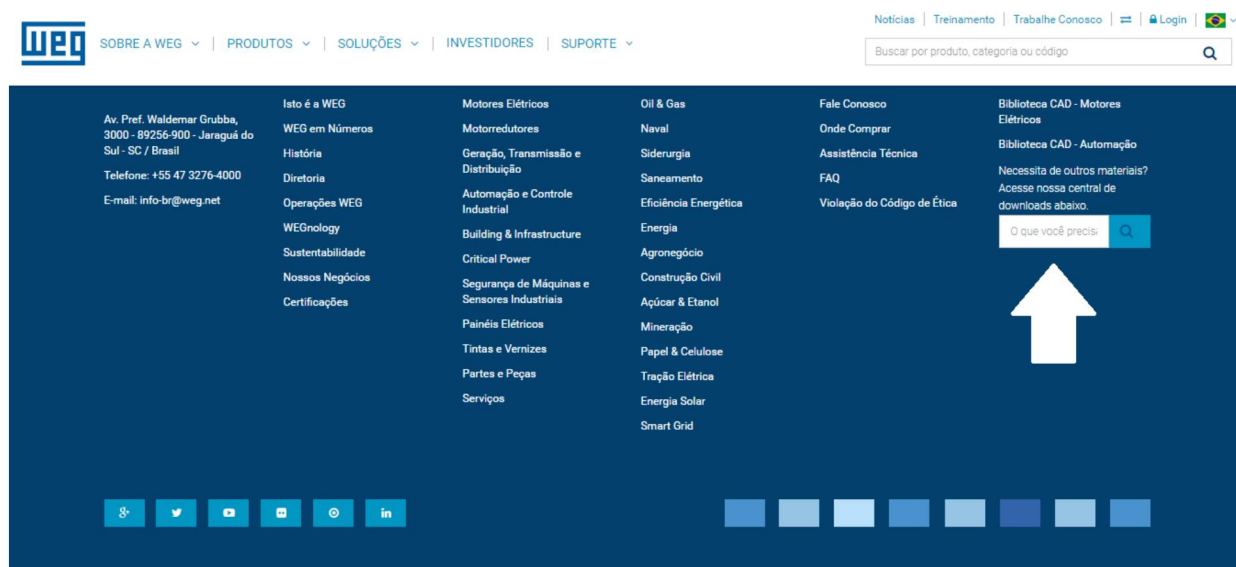 Notícias | Treinamento | Trabalhe Conosco | Login
weg
SOBRE A WEG | PRODUTOS | SOLUÇÕES | INVESTIDORES | SUPORTE
Buscar por produto, categoria ou código
Av. Pref. Waldemar Grubba,
3000 - 89256-900 - Jaraguá do
Sul - SC / Brasil
Telefone: +55 47 3276-4000
E-mail: info-br@weg.net
Isto é a WEG
WEG em Números
História
Diretoria
Operações WEG
WEGnology
Sustentabilidade
Nossos Negócios
Certificações
Motores Elétricos
Motorredutores
Geração, Transmissão e
Distribuição
Automação e Controle
Industrial
Building & Infrastructure
Critical Power
Segurança de Máquinas e
Sensores Industriais
Painéis Elétricos
Tintas e Vernizes
Partes e Peças
Serviços
Oil & Gas
Naval
Siderurgia
Saneamento
Eficiência Energética
Energia
Agronegócio
Construção Civil
Açúcar & Etanol
Mineração
Papel & Celulose
Tração Elétrica
Energia Solar
Smart Grid
Fale Conosco
Onde Comprar
Assistência Técnica
FAQ
Violação do Código de Ética
Biblioteca CAD - Motores
Elétricos
Biblioteca CAD - Automação
Necessita de outros materiais?
Acesse nossa central de
downloads abaixo.
O que você precis